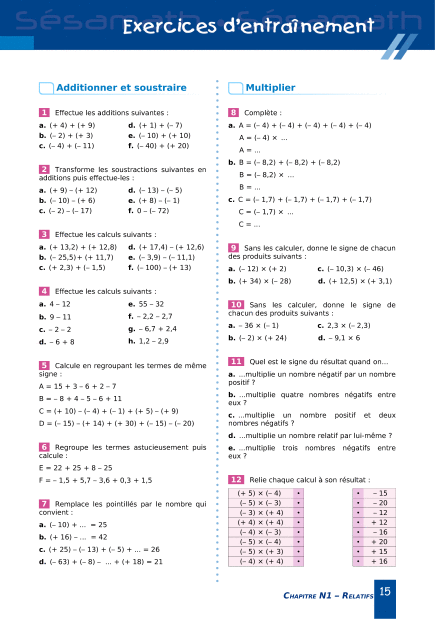 Sésamath - Sésamath
Exercices d'entraînement
Additionner et soustraire
1 Effectue les additions suivantes :
a. (+ 4) + (+ 9) d. (+ 1) + (– 7)
b. (– 2) + (+ 3) e. (– 10) + (+ 10)
c. (– 4) + (– 11) f. (– 40) + (+ 20)
2 Transforme les soustractions suivantes en
additions puis effectue-les :
a. (+ 9) – (+ 12) d. (– 13) – (– 5)
b. (– 10) – (+ 6) e. (+ 8) – (– 1)
c. (– 2) – (– 17) f. 0 – (– 72)
3 Effectue les calculs suivants :
a. (+ 13,2) + (+ 12,8) d. (+ 17,4) – (+ 12,6)
b. (– 25,5)+ (+ 11,7) e. (– 3,9) – (– 11,1)
c. (+ 2,3) + (– 1,5) f. (– 100) – (+ 13)
4 Effectue les calculs suivants :
a. 4 – 12 e. 55 – 32
b. 9 – 11 f. – 2,2 – 2,7
c. – 2 – 2 g. – 6,7 + 2,4
d. – 6 + 8 h. 1,2 – 2,9
5 Calcule en regroupant les termes de même
signe :
A = 15 + 3 – 6 + 2 – 7
B = – 8 + 4 – 5 – 6 + 11
C = (+ 10) – (– 4) + (– 1) + (+ 5) – (+ 9)
D = (– 15) – (+ 14) + (+ 30) + (– 15) – (– 20)
6 Regroupe les termes astucieusement puis
calcule :
E = 22 + 25 + 8 – 25
F = – 1,5 + 5,7 – 3,6 + 0,3 + 1,5
7 Remplace les pointillés par le nombre qui
convient :
a. (– 10) + ... = 25
b. (+ 16) – ... = 42
c. (+ 25) – (– 13) + (– 5) + ... = 26
d. (– 63) + (– 8) – ... + (+ 18) = 21
Multiplier
8 Complète :
a. A = (– 4) + (– 4) + (– 4) + (– 4) + (– 4)
A = (– 4) × ...
A = ...
b. B = (– 8,2) + (– 8,2) + (– 8,2)
B = (– 8,2) × ...
B = ...
c. C = (– 1,7) + (– 1,7) + (– 1,7) + (– 1,7)
C = (– 1,7) × ...
C = ...
9 Sans les calculer, donne le signe de chacun
des produits suivants :
a. (– 12) × (+ 2) c. (– 10,3) × (– 46)
b. (+ 34) × (– 28) d. (+ 12,5) × (+ 3,1)
10 Sans les calculer, donne le signe de
chacun des produits suivants :
a. – 36 × (– 1) c. 2,3 × (– 2,3)
b. (– 2) × (+ 24) d. – 9,1 × 6
11 Quel est le signe du résultat quand on…
a. …multiplie un nombre négatif par un nombre
positif ?
b. …multiplie quatre nombres négatifs entre
eux ?
c. …multiplie un nombre positif et deux
nombres négatifs ?
d. …multiplie un nombre relatif par lui-même ?
e. …multiplie trois nombres négatifs entre
eux ?
12 Relie chaque calcul à son résultat :
(+ 5) × (– 4) • • – 15
(– 5) × (– 3) • • – 20
(– 3) × (+ 4) • • – 12
(+ 4) × (+ 4) • • + 12
(– 4) × (– 3) • • – 16
(– 5) × (– 4) • • + 20
(– 5) × (+ 3) • • + 15
(– 4) × (+ 4) • • + 16
CHAPITRE N1 – RELATIFS 15